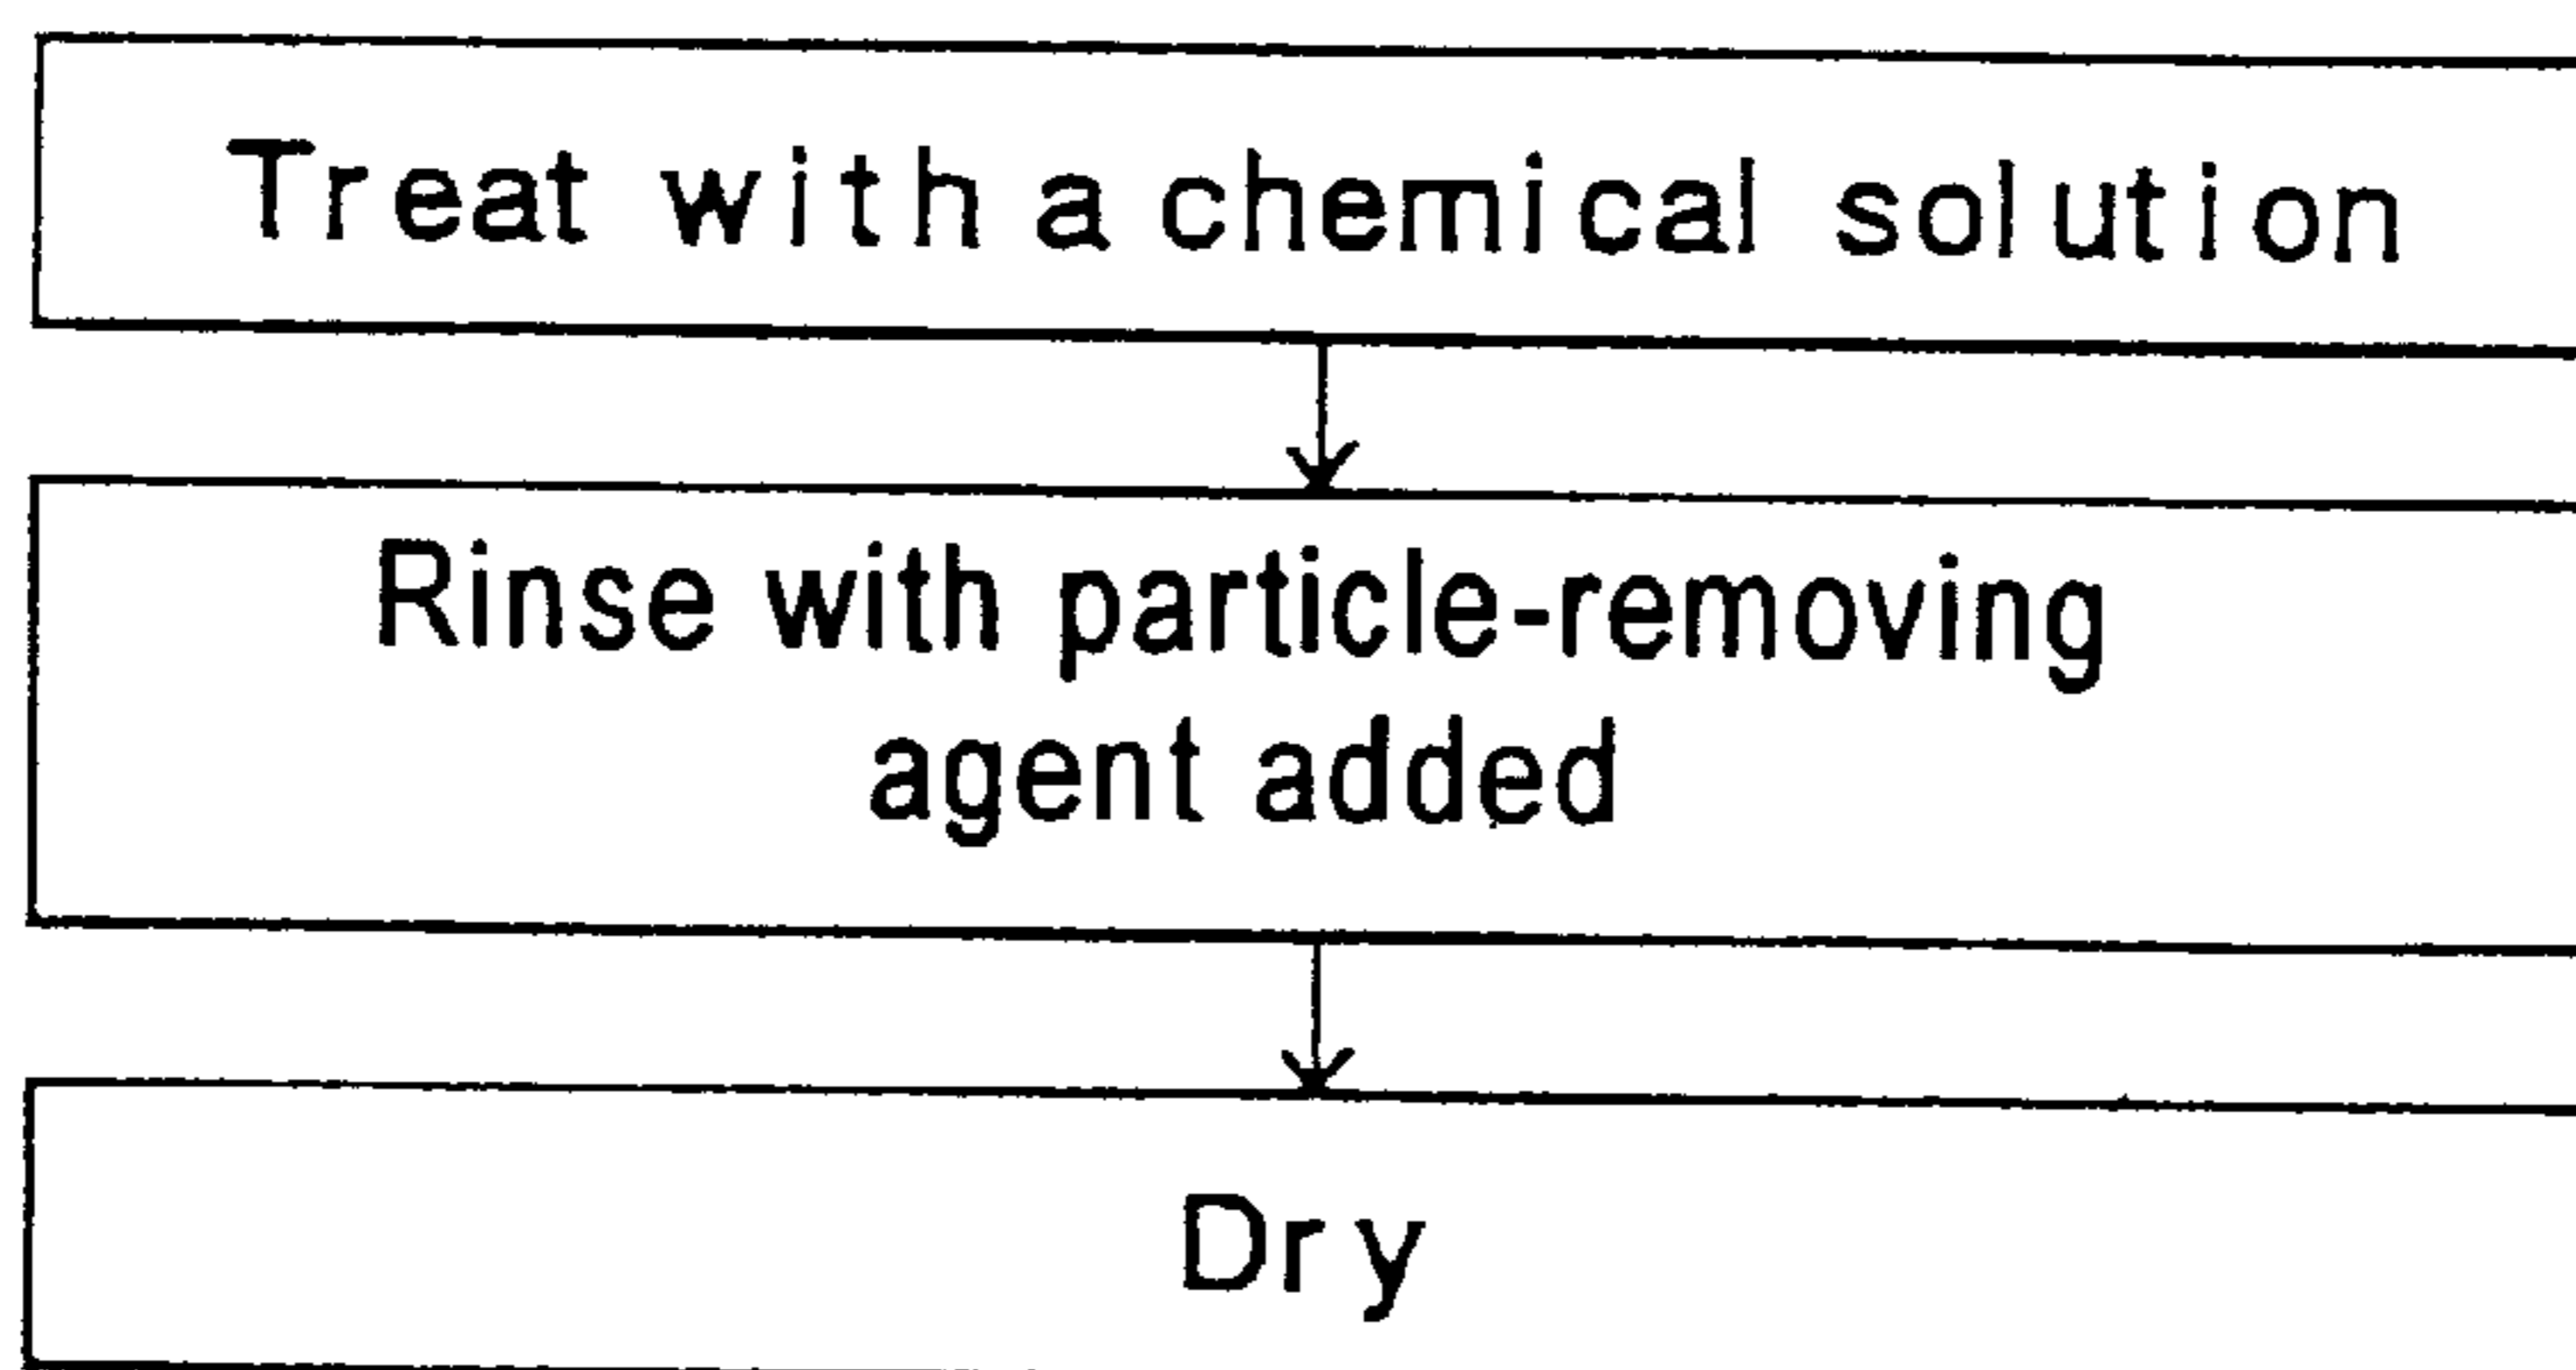 Treat with a chemical solution
Rinse with particle-removing
agent added
Dry